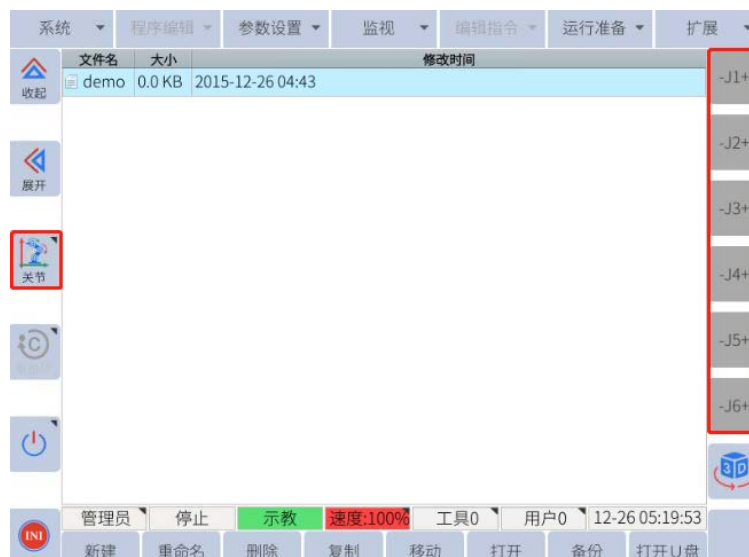 系统 程序编辑 参数设置 监视 编辑指令 运行准备 扩展
文件名 大小 修改时间
demo 0.0 KB 2015-12-26 04:43
收起
展开
关节
-J1+
-J2+
-J3+
-J4+
-J5+
-J6+
3D
INI
管理员 停止 示教 速度:100% 工具0 用户0 12-26 05:19:53
新建 重命名 删除 复制 移动 打开 备份 打开U盘